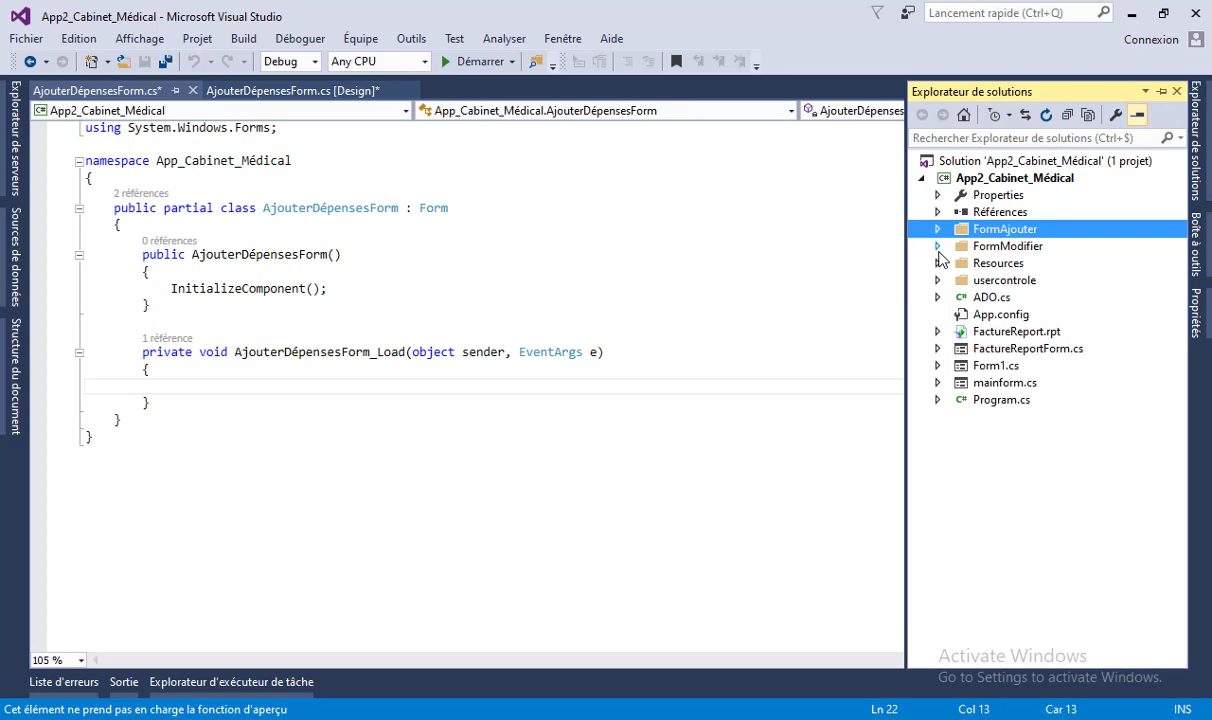 App2_Cabinet_Médical - Microsoft Visual Studio
Lancement rapide (Ctrl+Q)
Fichier Edition Affichage Projet Build Déboguer Équipe Outils Test Analyser Fenêtre Aide
Connexion
Debug Any CPU Démarrer
AjouterDépensesForm.cs* AjouterDépensesForm.cs [Design]*
App2_Cabinet_Médical App_Cabinet_Médical.AjouterDépensesForm AjouterDépenses
using System.Windows.Forms;
namespace App_Cabinet_Médical
{
2 références
public partial class AjouterDépensesForm : Form
{
0 références
public AjouterDépensesForm()
{
InitializeComponent();
}
1 référence
private void AjouterDépensesForm_Load(object sender, EventArgs e)
{
}
}
}
105 %
Explorateur de serveurs
Sources de données
Structure du document
Explorateur de solutions
Rechercher Explorateur de solutions (Ctrl+$)
Solution 'App2_Cabinet_Médical' (1 projet)
App2_Cabinet_Médical
Properties
Références
FormAjouter
FormModifier
Resources
usercontrole
ADO.cs
App.config
FactureReport.rpt
FactureReportForm.cs
Form1.cs
mainform.cs
Program.cs
Explorateur de solutions
Boîte à outils
Propriétés
Activate Windows
Go to Settings to activate Windows.
Liste d'erreurs Sortie Explorateur d'exécuteur de tâche
Cet élément ne prend pas en charge la fonction d'aperçu Ln 22 Col 13 Car 13 INS